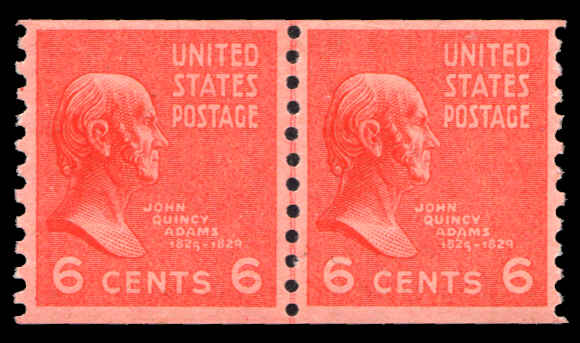 UNITED
STATES
POSTAGE
JOHN
QUINCY
ADAMS
1825-1829
6 CENTS 6
UNITED
STATES
POSTAGE
JOHN
QUINCY
ADAMS
1825-1829
6 CENTS 6